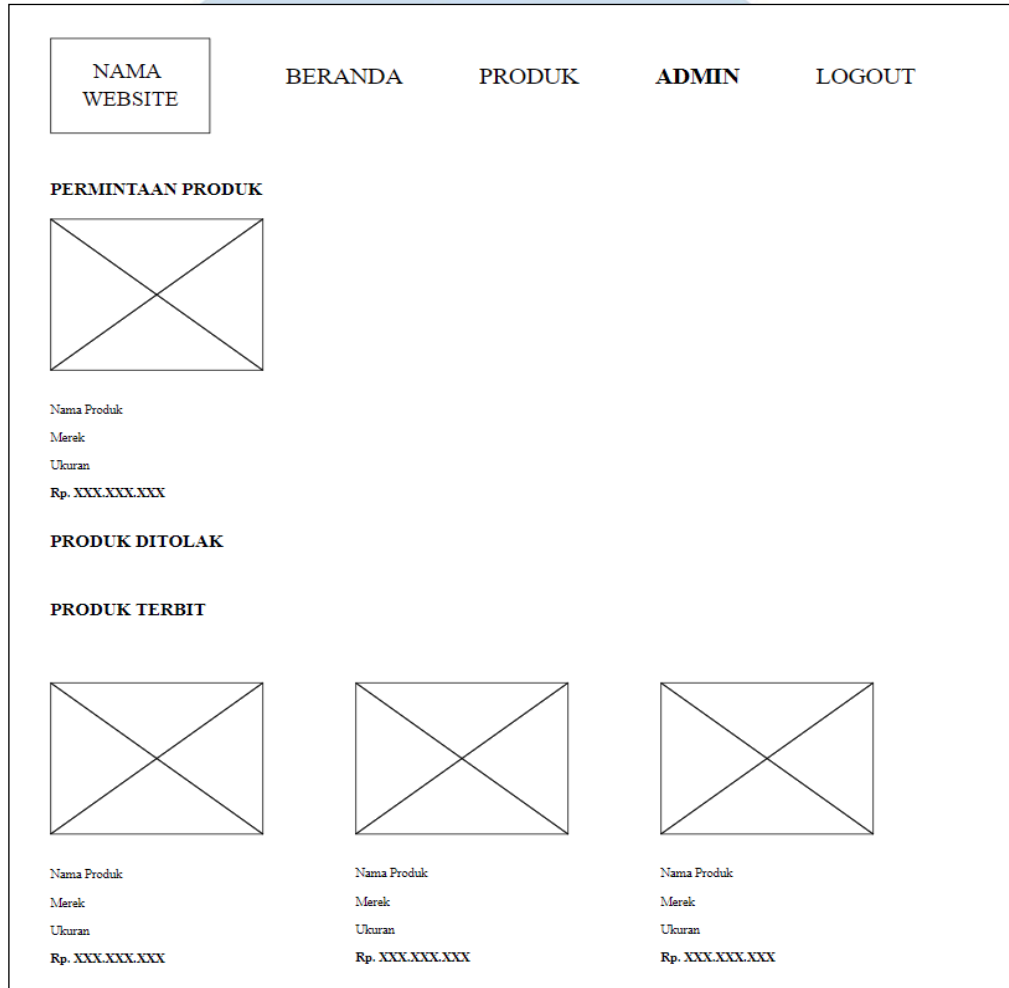 NAMA
WEBSITE
BERANDA
PRODUK
ADMIN
LOGOUT
PERMINTAAN PRODUK
Nama Produk
Merek
Ukuran
Rp. XXX.XXX.XXX
PRODUK DITOLAK
PRODUK TERBIT
Nama Produk
Merek
Ukuran
Rp. XXX.XXX.XXX
Nama Produk
Merek
Ukuran
Rp. XXX.XXX.XXX
Nama Produk
Merek
Ukuran
Rp. XXX.XXX.XXX